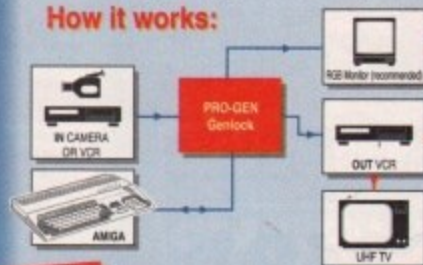 How it works:
RGB Monitor (recommended)
PRO-GEN
Genlock
IN CAMERA
OR VCR
OUT VCR
AMIGA
UHF TV